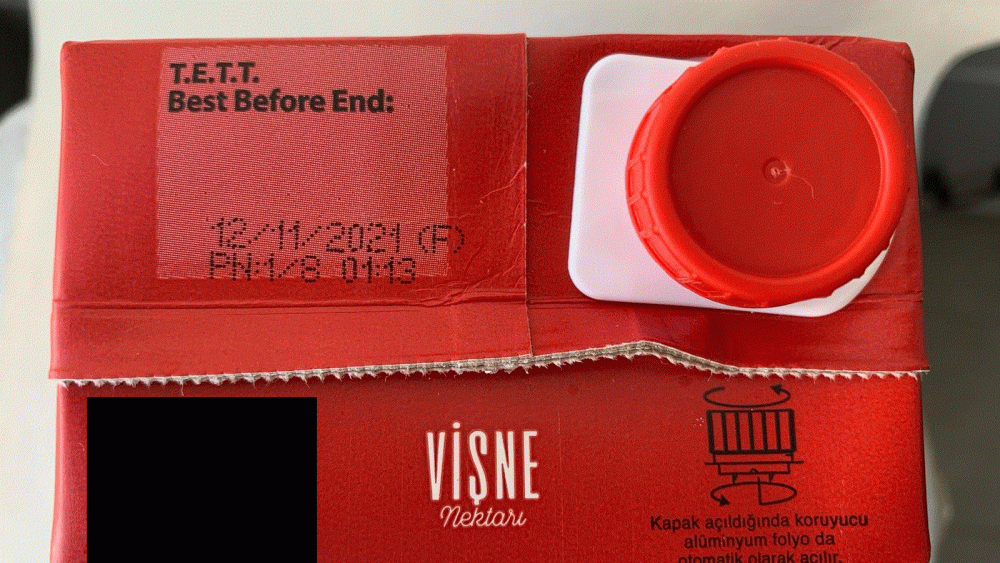 T.E.T.T.
Best Before End:
12/11/2021 (F)
PN:1/8 01:13
VİŞNE
Nektarı
Kapak açıldığında koruyucu
alüminyum folyo da
otomatik olarak açılır.